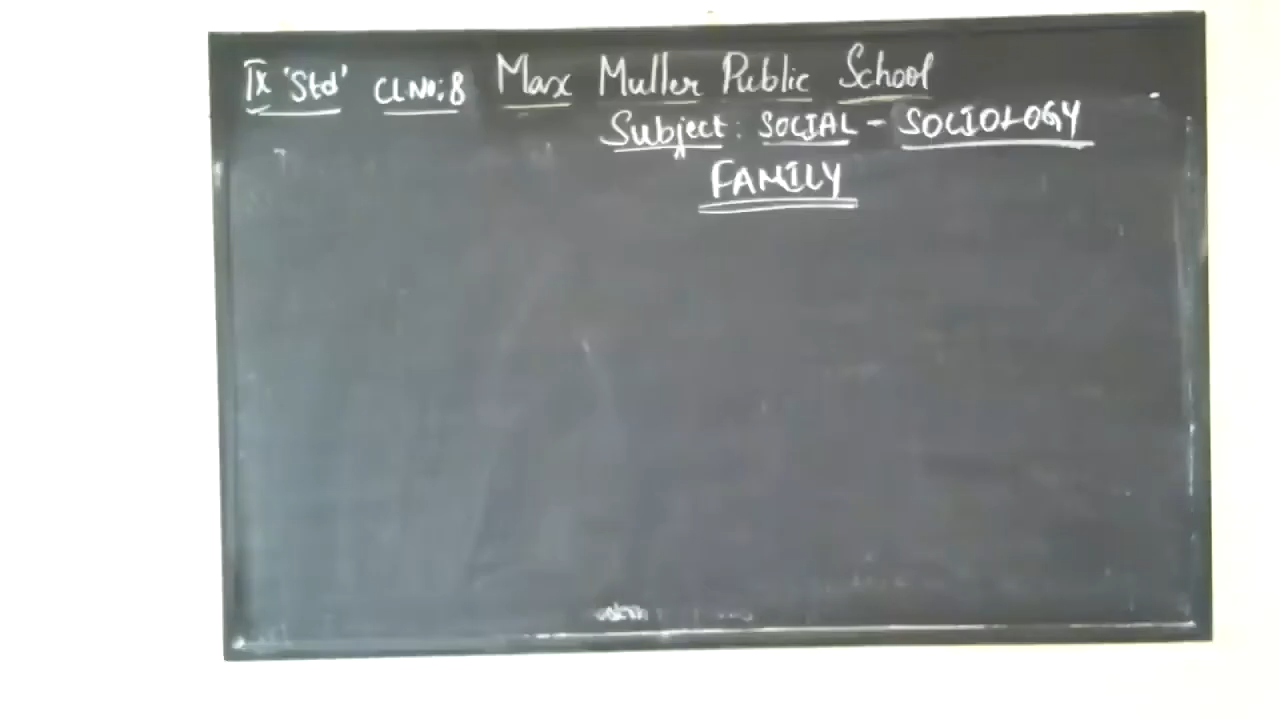 IX 'Std' CL NO:8 Max Muller Public School
Subject: SOCIAL - SOCIOLOGY
FAMILY